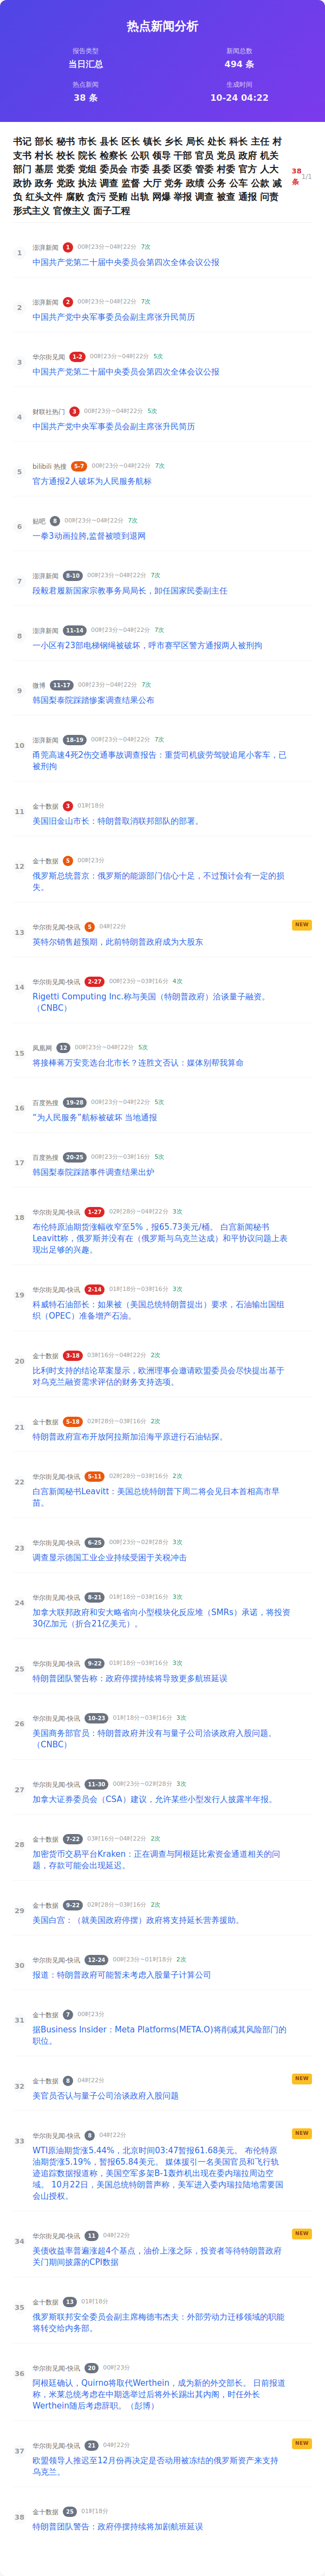 热点新闻分析
报告类型
新闻总数
当日汇总
494 条
热点新闻
生成时间
38 条
10-24 04:22
书记 部长 秘书 市长 县长 区长 镇长 乡长 局长 处长 科长 主任 村
支书 村长 校长 院长 检察长 公职 领导 干部 官员 党员 政府 机关
部门 基层 党委 党组 委员会 市委 县委 区委 管委 村委 官方 人大
政协 政务 党政 执法 调查 监督 大厅 党务 政绩 公务 公车 公款 减
负 红头文件 腐败 贪污 受贿 出轨 网爆 举报 调查 被查 通报 问责
形式主义 官僚主义 面子工程
38
条
1/1
1
澎湃新闻 1 00时23分~04时22分 7次
中国共产党第二十届中央委员会第四次全体会议公报
2
澎湃新闻 2 00时23分~04时22分 7次
中国共产党中央军事委员会副主席张升民简历
3
华尔街见闻 1-2 00时23分~04时22分 5次
中国共产党第二十届中央委员会第四次全体会议公报
4
财联社热门 3 00时23分~04时22分 5次
中国共产党中央军事委员会副主席张升民简历
5
bilibili 热搜 5-7 00时23分~04时22分 7次
官方通报2人破坏为人民服务航标
6
贴吧 8 00时23分~04时22分 7次
一拳3动画拉胯,监督被喷到退网
7
澎湃新闻 8-10 00时23分~04时22分 7次
段毅君履新国家宗教事务局局长，卸任国家民委副主任
8
澎湃新闻 11-14 00时23分~04时22分 7次
一小区有23部电梯钢绳被破坏，呼市赛罕区警方通报两人被刑拘
9
微博 11-17 00时23分~04时22分 7次
韩国梨泰院踩踏惨案调查结果公布
10
澎湃新闻 18-19 00时23分~04时22分 7次
甬莞高速4死2伤交通事故调查报告：重货司机疲劳驾驶追尾小客车，已
被刑拘
11
金十数据 3 01时18分
美国旧金山市长：特朗普取消联邦部队的部署。
12
金十数据 5 00时23分
俄罗斯总统普京：俄罗斯的能源部门信心十足，不过预计会有一定的损
失。
13
华尔街见闻-快讯 5 04时22分
NEW
英特尔销售超预期，此前特朗普政府成为大股东
14
华尔街见闻-快讯 2-27 00时23分~03时16分 4次
Rigetti Computing Inc.称与美国（特朗普政府）洽谈量子融资。
（CNBC）
15
凤凰网 12 00时23分~04时22分 5次
将接棒蒋万安竞选台北市长？连胜文否认：媒体别帮我算命
16
百度热搜 19-28 00时23分~04时22分 5次
“为人民服务”航标被破坏 当地通报
17
百度热搜 20-25 00时23分~03时16分 5次
韩国梨泰院踩踏事件调查结果出炉
18
华尔街见闻-快讯 1-27 02时28分~04时22分 3次
布伦特原油期货涨幅收窄至5%，报65.73美元/桶。 白宫新闻秘书
Leavitt称，俄罗斯并没有在（俄罗斯与乌克兰达成）和平协议问题上表
现出足够的兴趣。
19
华尔街见闻-快讯 2-14 01时18分~03时16分 3次
科威特石油部长：如果被（美国总统特朗普提出）要求，石油输出国组
织（OPEC）准备增产石油。
20
金十数据 3-18 03时16分~04时22分 2次
比利时支持的结论草案显示，欧洲理事会邀请欧盟委员会尽快提出基于
对乌克兰融资需求评估的财务支持选项。
21
金十数据 5-18 02时28分~03时16分 2次
特朗普政府宣布开放阿拉斯加沿海平原进行石油钻探。
22
华尔街见闻-快讯 5-11 02时28分~03时16分 2次
白宫新闻秘书Leavitt：美国总统特朗普下周二将会见日本首相高市早
苗。
23
华尔街见闻-快讯 6-25 00时23分~02时28分 3次
调查显示德国工业企业持续受困于关税冲击
24
华尔街见闻-快讯 8-21 01时18分~03时16分 3次
加拿大联邦政府和安大略省向小型模块化反应堆（SMRs）承诺，将投资
30亿加元（折合21亿美元）。
25
华尔街见闻-快讯 9-22 01时18分~03时16分 3次
特朗普团队警告称：政府停摆持续将导致更多航班延误
26
华尔街见闻-快讯 10-23 01时18分~03时16分 3次
美国商务部官员：特朗普政府并没有与量子公司洽谈政府入股问题。
（CNBC）
27
华尔街见闻-快讯 11-30 00时23分~02时28分 3次
加拿大证券委员会（CSA）建议，允许某些小型发行人披露半年报。
28
金十数据 7-22 03时16分~04时22分 2次
加密货币交易平台Kraken：正在调查与阿根廷比索资金通道相关的问
题，存款可能会出现延迟。
29
金十数据 9-22 02时28分~03时16分 2次
美国白宫：（就美国政府停摆）政府将支持延长营养援助。
30
华尔街见闻-快讯 12-24 00时23分~01时18分 2次
报道：特朗普政府可能暂未考虑入股量子计算公司
31
金十数据 7 00时23分
据Business Insider：Meta Platforms(META.O)将削减其风险部门的
职位。
32
金十数据 8 04时22分
NEW
美官员否认与量子公司洽谈政府入股问题
33
华尔街见闻-快讯 8 04时22分
NEW
WTI原油期货涨5.44%，北京时间03:47暂报61.68美元。 布伦特原
油期货涨5.19%，暂报65.84美元。 媒体援引一名美国官员和飞行轨
迹追踪数据报道称，美国空军多架B-1轰炸机出现在委内瑞拉周边空
域。 10月22日，美国总统特朗普声称，美军进入委内瑞拉陆地需要国
会山授权。
34
华尔街见闻-快讯 11 04时22分
NEW
美债收益率普遍涨超4个基点，油价上涨之际，投资者等待特朗普政府
关门期间披露的CPI数据
35
金十数据 13 01时18分
俄罗斯联邦安全委员会副主席梅德韦杰夫：外部劳动力迁移领域的职能
将转交给内务部。
36
华尔街见闻-快讯 20 00时23分
阿根廷确认，Quirno将取代Werthein，成为新的外交部长。 日前报道
称，米莱总统考虑在中期选举过后将外长踢出其内阁，时任外长
Werthein随后考虑辞职。（彭博）
37
华尔街见闻-快讯 21 04时22分
NEW
欧盟领导人推迟至12月份再决定是否动用被冻结的俄罗斯资产来支持
乌克兰。
38
金十数据 25 01时18分
特朗普团队警告：政府停摆持续将加剧航班延误